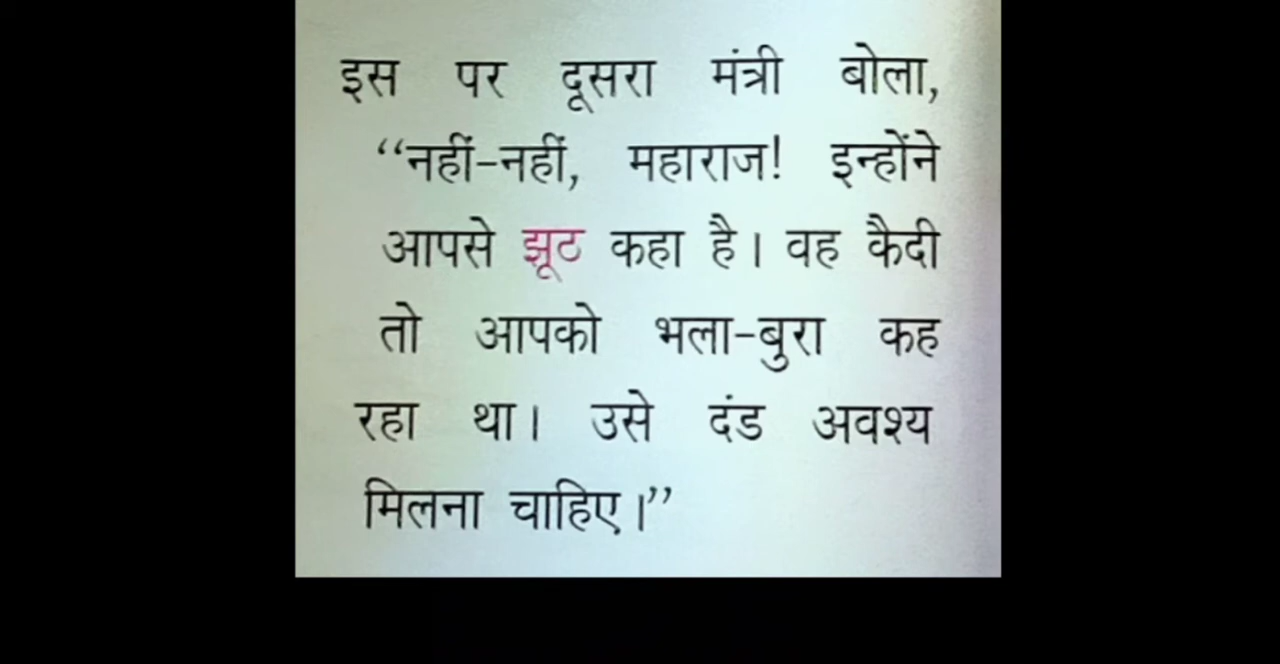 इस पर दूसरा मंत्री बोला,
“नहीं-नहीं, महाराज! इन्होंने
आपसे झूट कहा है। वह कैदी
तो आपको भला-बुरा कह
रहा था। उसे दंड अवश्य
मिलना चाहिए।”